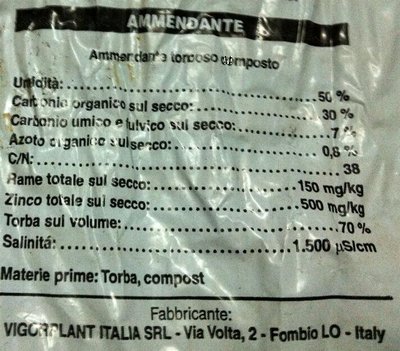 AMMENDANTE
Ammendante torboso composto
Umidità:.......................50 %
Carbonio organico sul secco:.......................30 %
Carbonio umico e fulvico sul secco:.......................7 %
Azoto organico sul secco:.......................0,8 %
C/N:.......................38
Rame totale sul secco:.......................150 mg/kg
Zinco totale sul secco:.......................500 mg/kg
Torba sul volume:.......................70 %
Salinitá:.......................1.500 µS/cm
Materie prime: Torba, compost
Fabbricante:
VIGORPLANT ITALIA SRL - Via Volta, 2 - Fombio LO - Italy